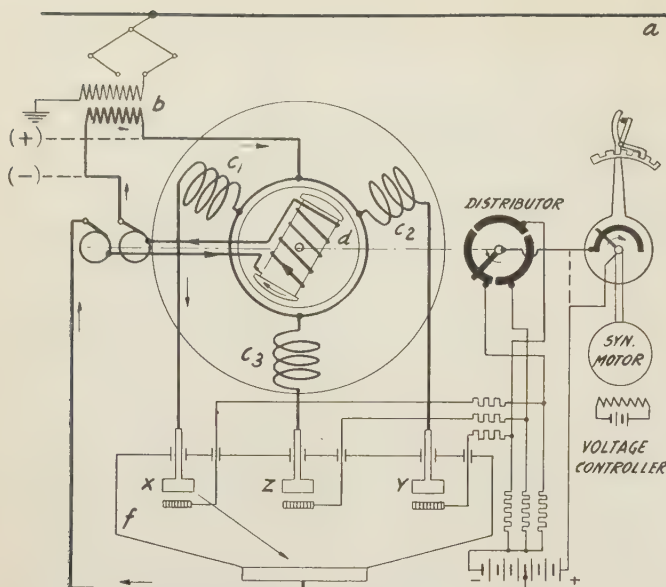 a
b
(+)
(-)
c1
c2
d
DISTRIBUTOR
c3
SYN.
MOTOR
VOLTAGE
CONTROLLER
X
Z
Y
f
- +